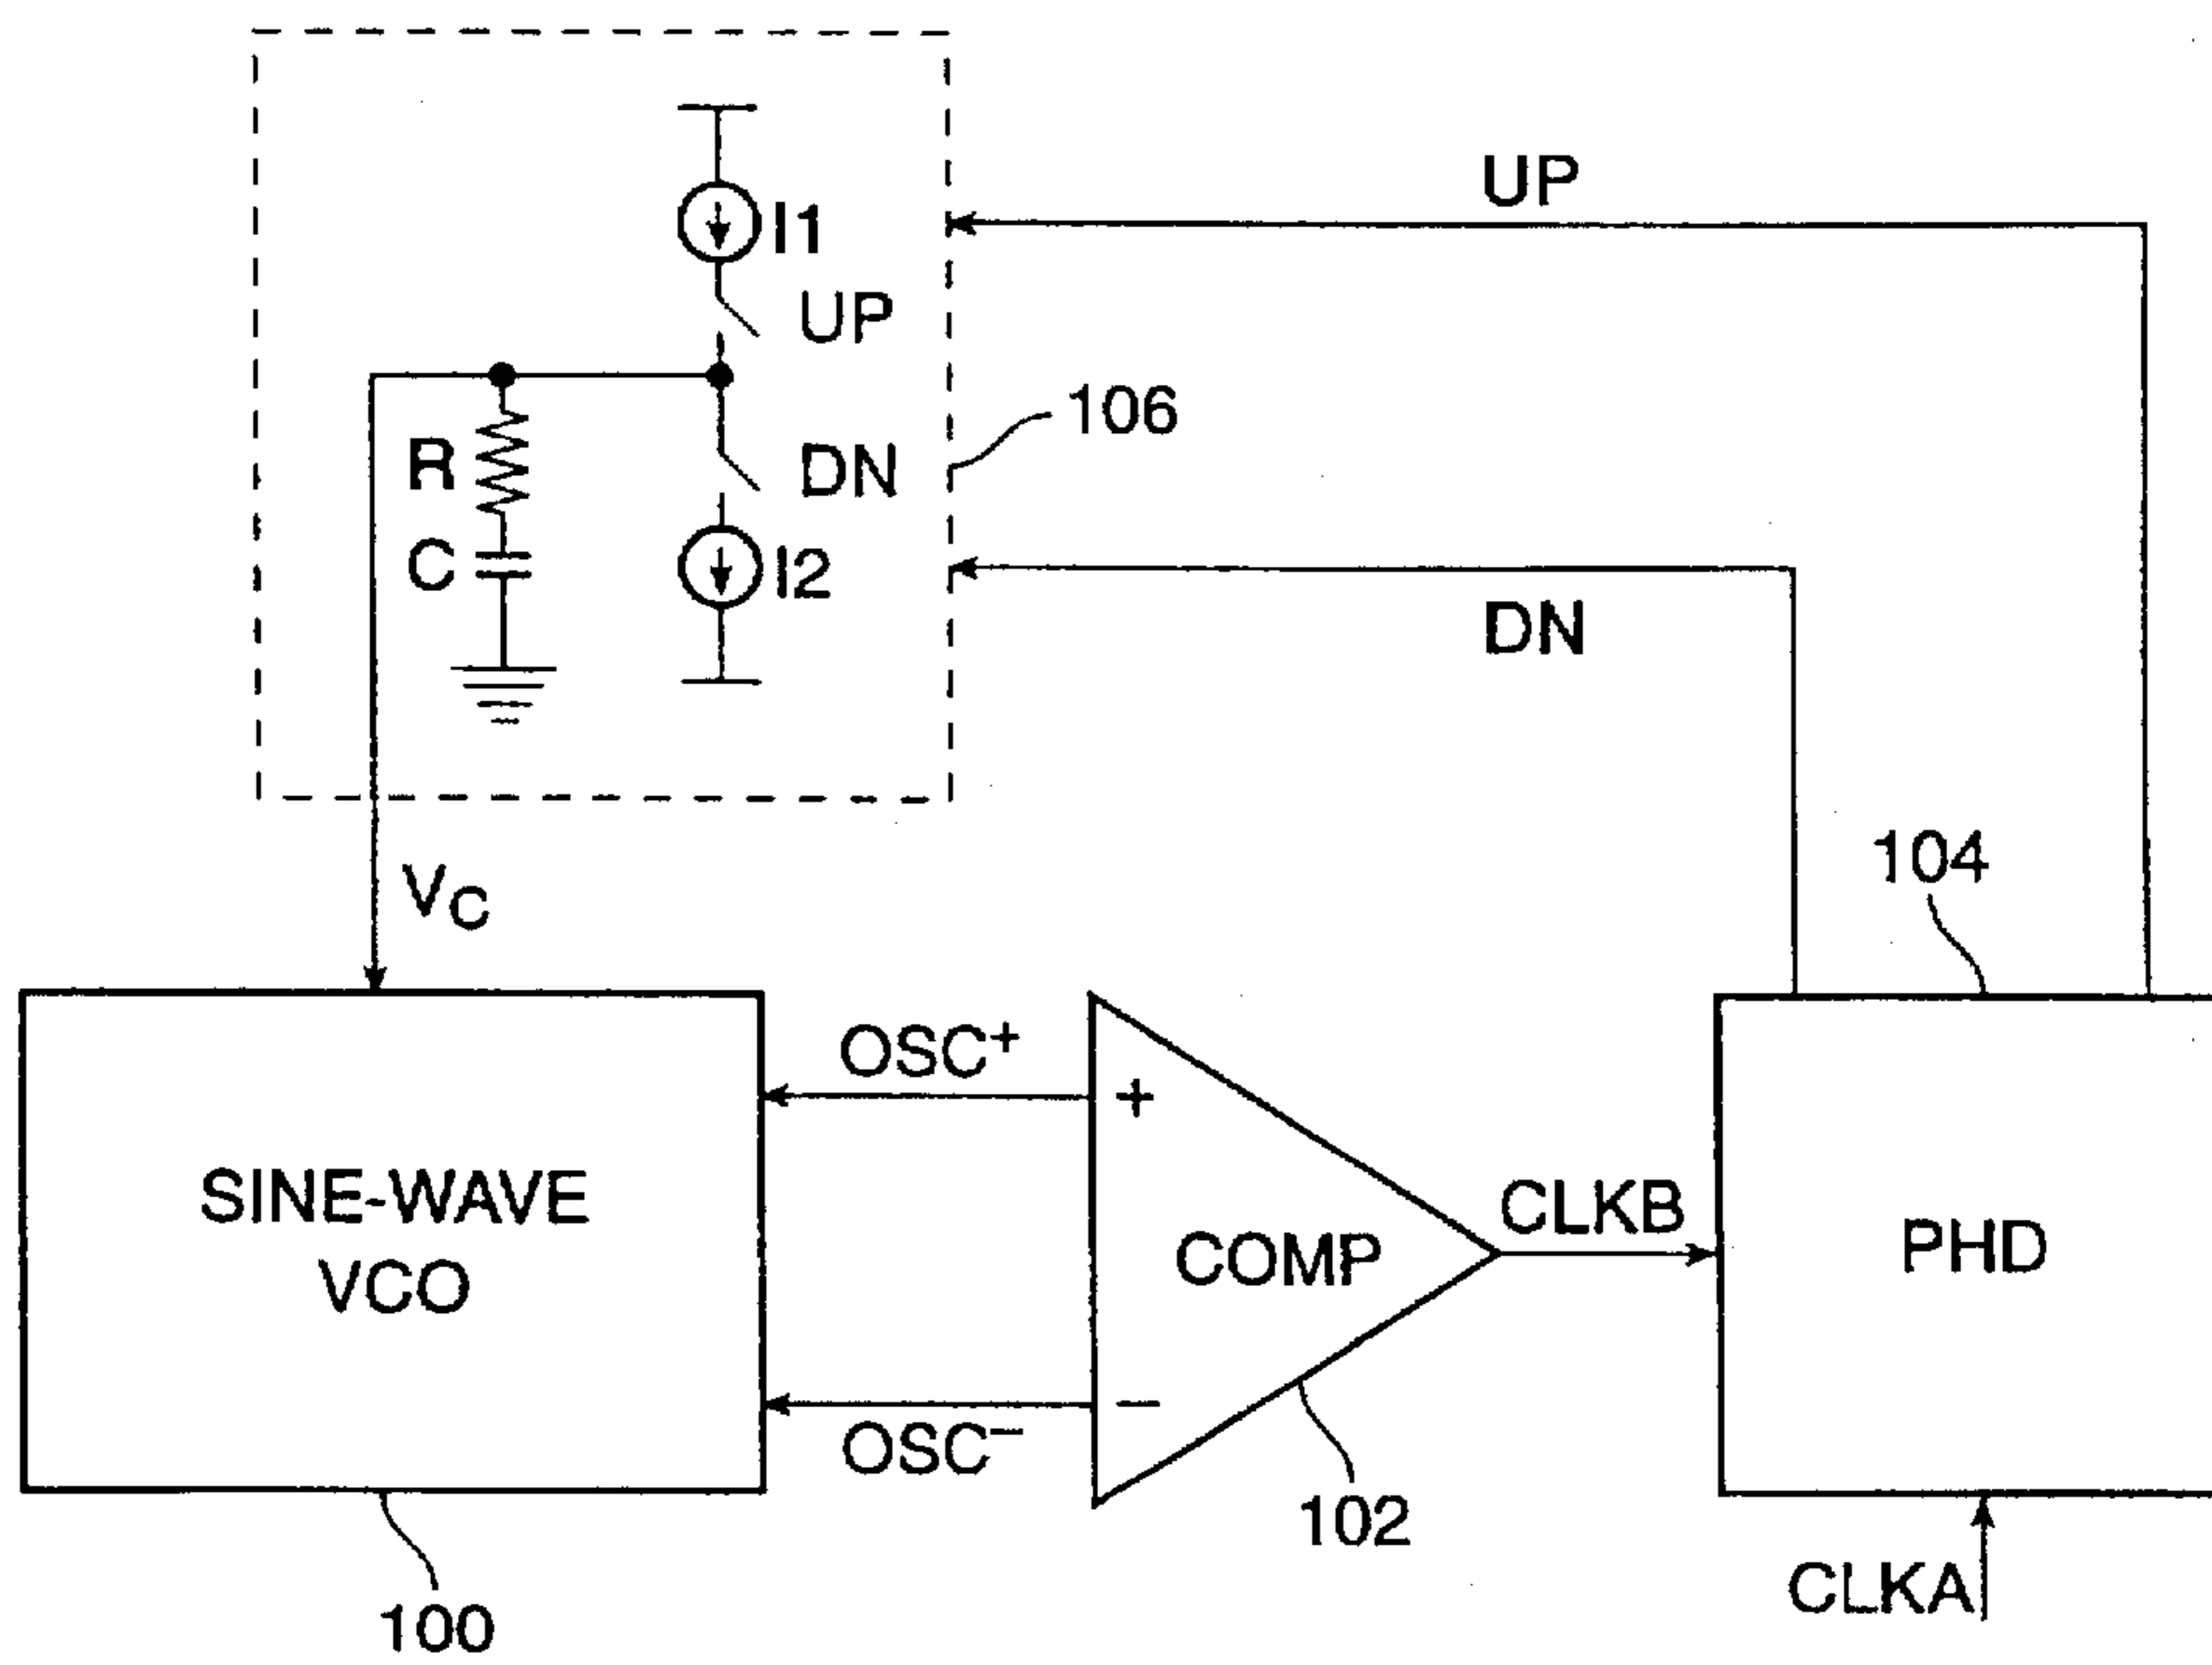 I1
UP
UP
106
R
DN
C
I2
DN
104
VC
OSC+
+
SINE-WAVE
VCO
COMP
CLKB
PHD
−
OSC−
102
CLKA
100